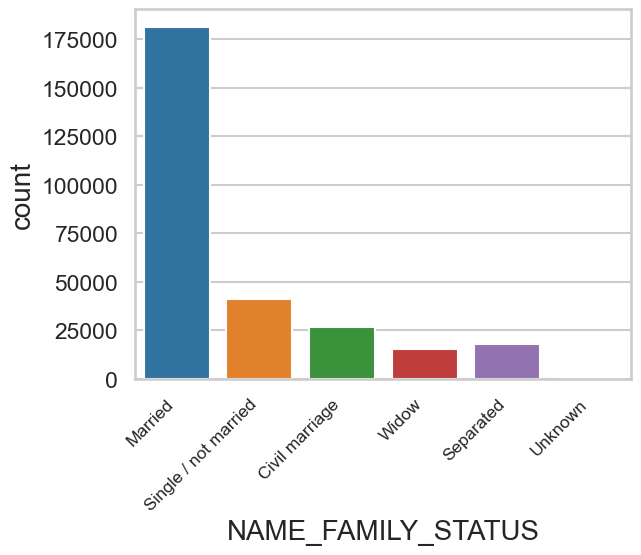 175000
150000
125000
100000
75000
50000
25000
0
count
Married
Single / not married
Civil marriage
Widow
Separated
Unknown
NAME_FAMILY_STATUS